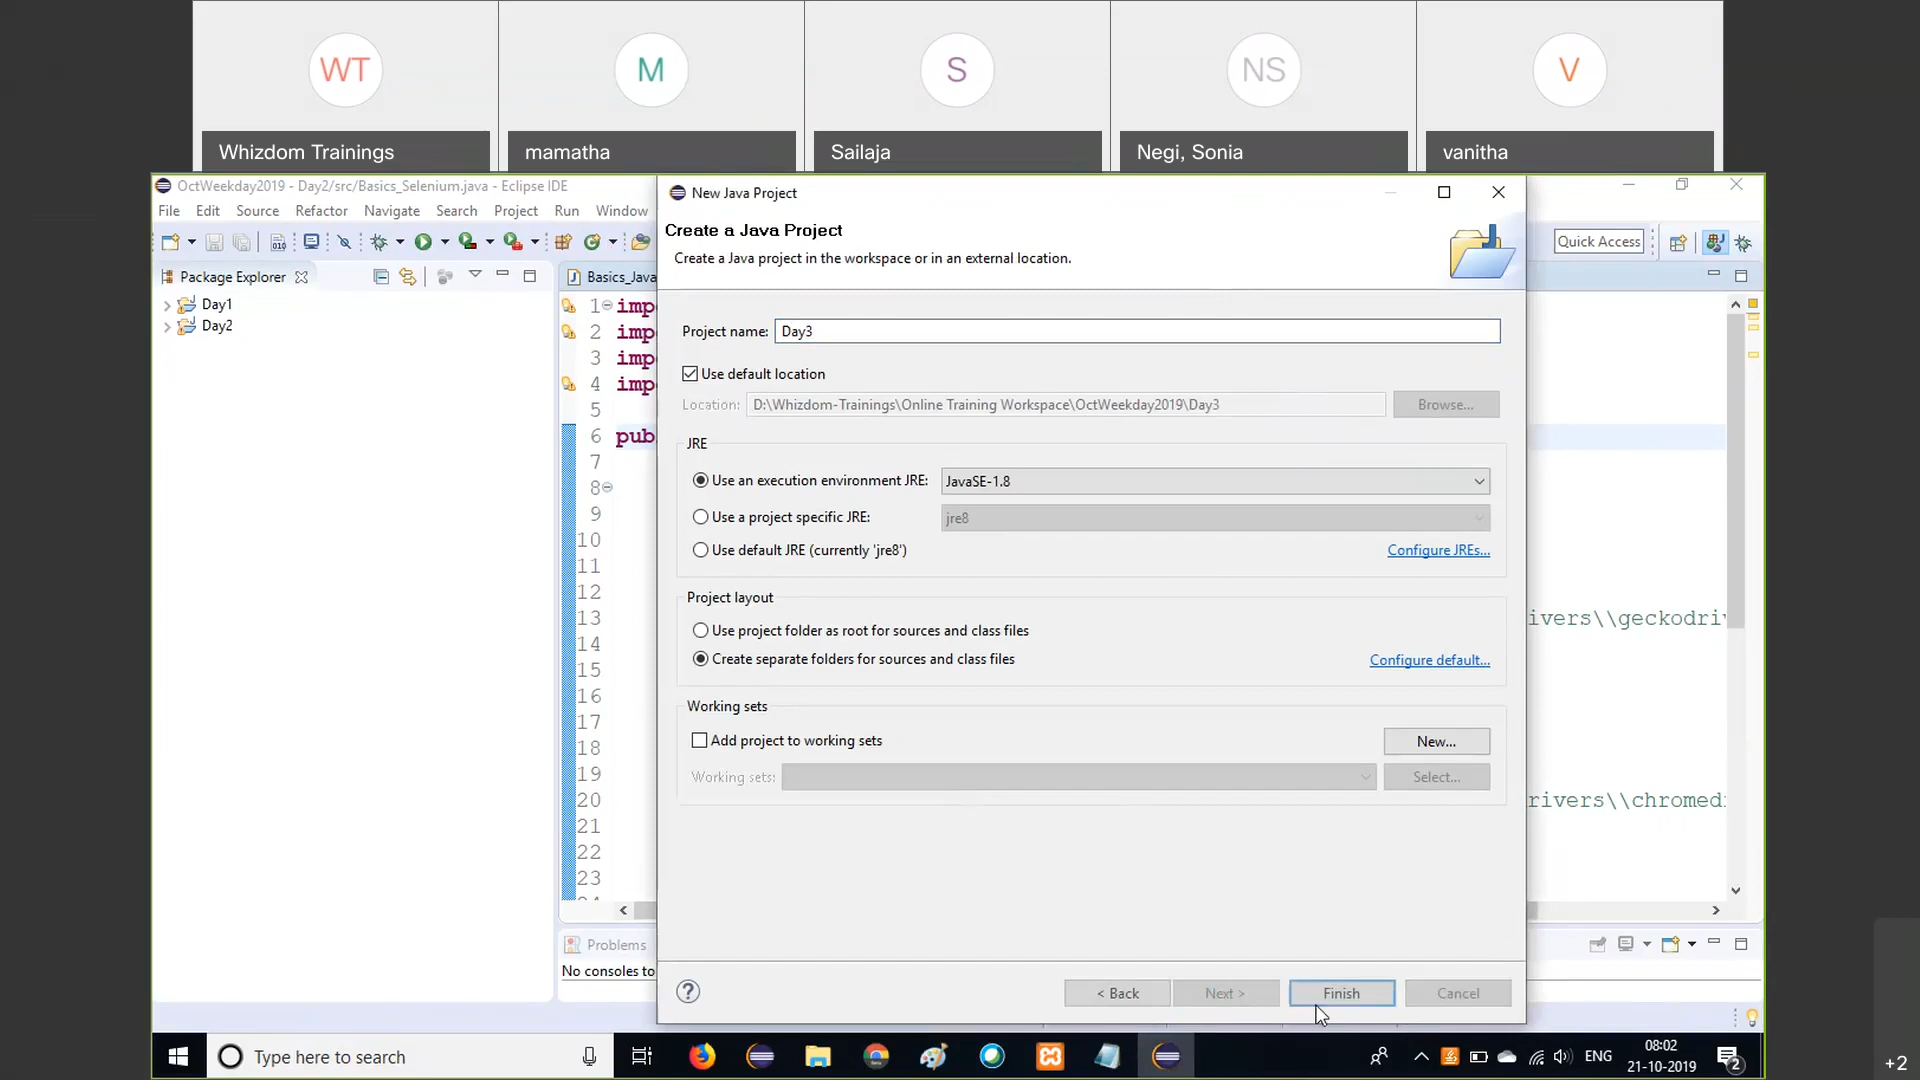 WT
M
S
NS
V
Whizdom Trainings
mamatha
Sailaja
Negi, Sonia
vanitha
OctWeekday2019 - Day2/src/Basics_Selenium.java - Eclipse IDE
File Edit Source Refactor Navigate Search Project Run Window
Quick Access
Package Explorer
Day1
Day2
Basics_Java
1 imp
2 imp
3 imp
4 imp
5
6 pub
7
8
9
10
11
12
13
14
15
16
17
18
19
20
21
22
23
ivers\\geckodriv
rivers\\chromed
Problems
No consoles to
New Java Project
Create a Java Project
Create a Java project in the workspace or in an external location.
Project name: Day3
Use default location
Location: D:\Whizdom-Trainings\Online Training Workspace\OctWeekday2019\Day3 Browse...
JRE
Use an execution environment JRE: JavaSE-1.8
Use a project specific JRE: jre8
Use default JRE (currently 'jre8') Configure JREs...
Project layout
Use project folder as root for sources and class files
Create separate folders for sources and class files Configure default...
Working sets
Add project to working sets New...
Working sets: Select...
? < Back Next > Finish Cancel
Type here to search
ENG
08:02
21-10-2019
2
+2